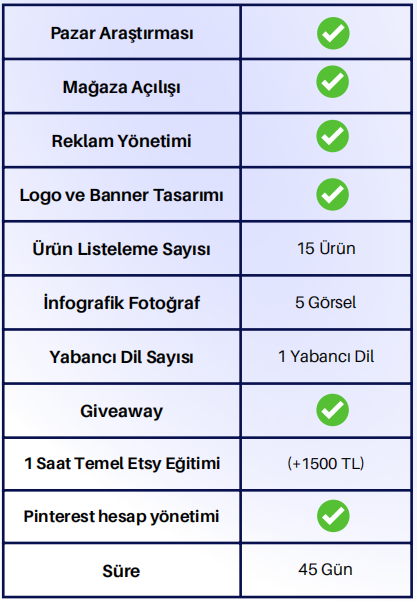 Pazar Araştırması
Mağaza Açılışı
Reklam Yönetimi
Logo ve Banner Tasarımı
Ürün Listeleme Sayısı 15 Ürün
İnfografik Fotoğraf 5 Görsel
Yabancı Dil Sayısı 1 Yabancı Dil
Giveaway
1 Saat Temel Etsy Eğitimi (+1500 TL)
Pinterest hesap yönetimi
Süre 45 Gün